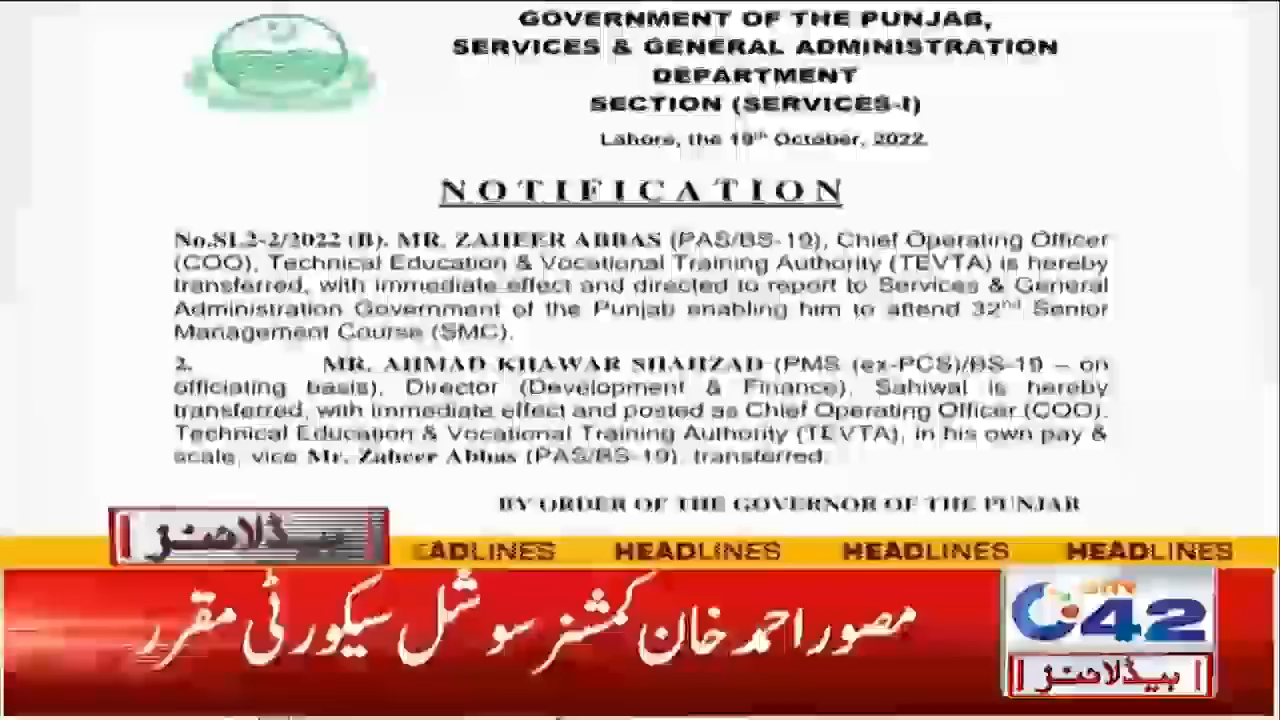 GOVERNMENT OF THE PUNJAB,
SERVICES & GENERAL ADMINISTRATION
DEPARTMENT
SECTION (SERVICES-I)
Lahore, the 19th October, 2022
NOTIFICATION
No.SI.2-2/2022 (B). MR. ZAHEER ABBAS (PAS/BS-19), Chief Operating Officer
(COO), Technical Education & Vocational Training Authority (TEVTA) is hereby
transferred, with immediate effect and directed to report to Services & General
Administration Government of the Punjab enabling him to attend 32nd Senior
Management Course (SMC).
2. MR. AHMAD KHAWAR SHAHZAD (PMS (ex-PCS)/BS-19 – on
officiating basis), Director (Development & Finance), Sahiwal is hereby
transferred, with immediate effect and posted as Chief Operating Officer (COO),
Technical Education & Vocational Training Authority (TEVTA), in his own pay &
scale, vice Mr. Zaheer Abbas (PAS/BS-19), transferred.
BY ORDER OF THE GOVERNOR OF THE PUNJAB
ہیڈلائنز
ADLINES HEADLINES HEADLINES HEADLINES
مصور احمد خان کمشنر سوشل سیکورٹی مقرر
CITY 42
ہیڈلائنز